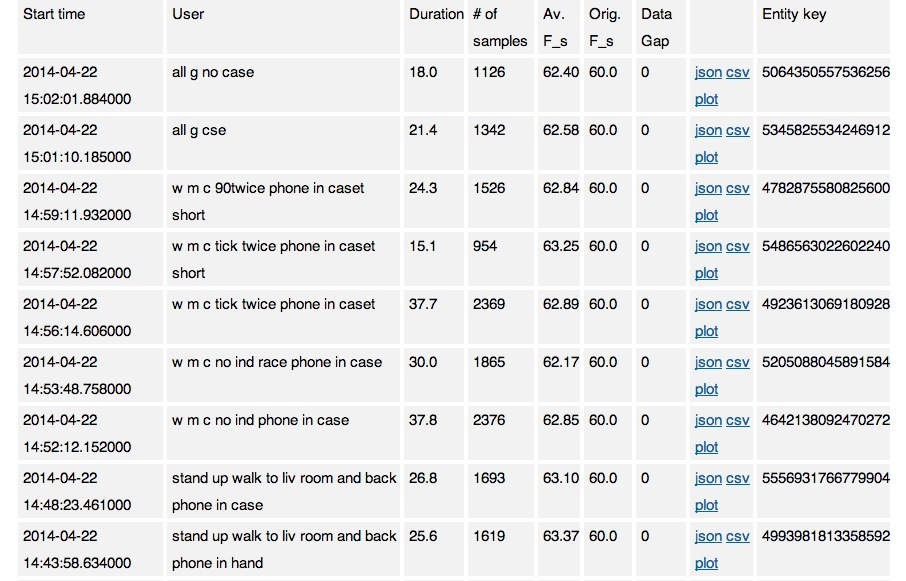 Start time User Duration # of Av. Orig. Data Entity key
samples F_s F_s Gap
2014-04-22 all g no case 18.0 1126 62.40 60.0 0 json csv 5064350557536256
15:02:01.884000 plot
2014-04-22 all g cse 21.4 1342 62.58 60.0 0 json csv 5345825534246912
15:01:10.185000 plot
2014-04-22 w m c 90twice phone in caset 24.3 1526 62.84 60.0 0 json csv 4782875580825600
14:59:11.932000 short plot
2014-04-22 w m c tick twice phone in caset 15.1 954 63.25 60.0 0 json csv 5486563022602240
14:57:52.082000 short plot
2014-04-22 w m c tick twice phone in caset 37.7 2369 62.89 60.0 0 json csv 4923613069180928
14:56:14.606000 plot
2014-04-22 w m c no ind race phone in case 30.0 1865 62.17 60.0 0 json csv 5205088045891584
14:53:48.758000 plot
2014-04-22 w m c no ind phone in case 37.8 2376 62.85 60.0 0 json csv 4642138092470272
14:52:12.152000 plot
2014-04-22 stand up walk to liv room and back 26.8 1693 63.10 60.0 0 json csv 5556931766779904
14:48:23.461000 phone in case plot
2014-04-22 stand up walk to liv room and back 25.6 1619 63.37 60.0 0 json csv 4993981813358592
14:43:58.634000 phone in hand plot